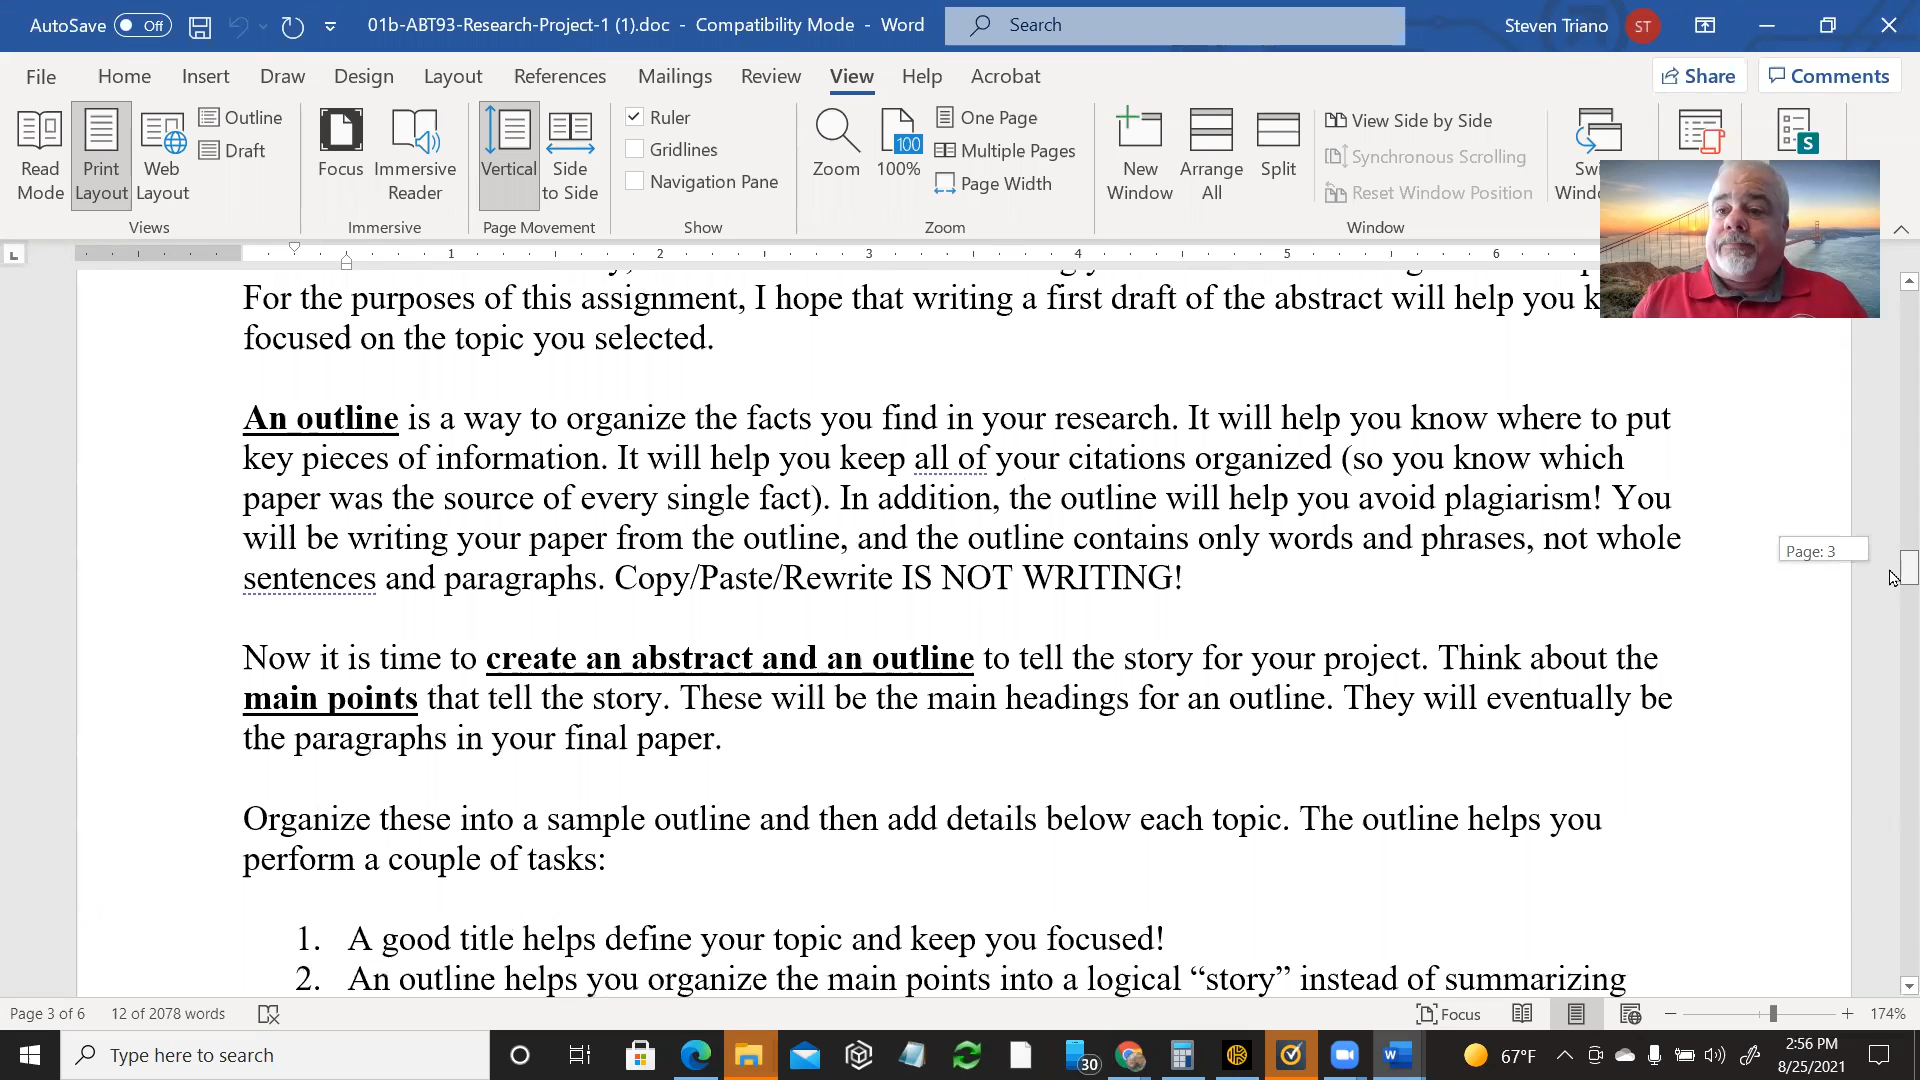 AutoSave Off 01b-ABT93-Research-Project-1 (1).doc - Compatibility Mode - Word Search Steven Triano ST
File Home Insert Draw Design Layout References Mailings Review View Help Acrobat Share Comments
Read Mode
Print Layout
Web Layout
Outline
Draft
Views
Focus
Immersive Reader
Immersive
Vertical
Side to Side
Page Movement
Ruler
Gridlines
Navigation Pane
Show
Zoom
100
100%
One Page
Multiple Pages
Page Width
Zoom
New Window
Arrange All
Split
View Side by Side
Synchronous Scrolling
Reset Window Position
Window
S
1 2 3 4 5 6
For the purposes of this assignment, I hope that writing a first draft of the abstract will help you
focused on the topic you selected.
An outline is a way to organize the facts you find in your research. It will help you know where to put
key pieces of information. It will help you keep all of your citations organized (so you know which
paper was the source of every single fact). In addition, the outline will help you avoid plagiarism! You
will be writing your paper from the outline, and the outline contains only words and phrases, not whole
sentences and paragraphs. Copy/Paste/Rewrite IS NOT WRITING!
Page: 3
Now it is time to create an abstract and an outline to tell the story for your project. Think about the
main points that tell the story. These will be the main headings for an outline. They will eventually be
the paragraphs in your final paper.
Organize these into a sample outline and then add details below each topic. The outline helps you
perform a couple of tasks:
1. A good title helps define your topic and keep you focused!
2. An outline helps you organize the main points into a logical “story” instead of summarizing
Page 3 of 6 12 of 2078 words Focus 174%
Type here to search 30 67°F 2:56 PM
8/25/2021